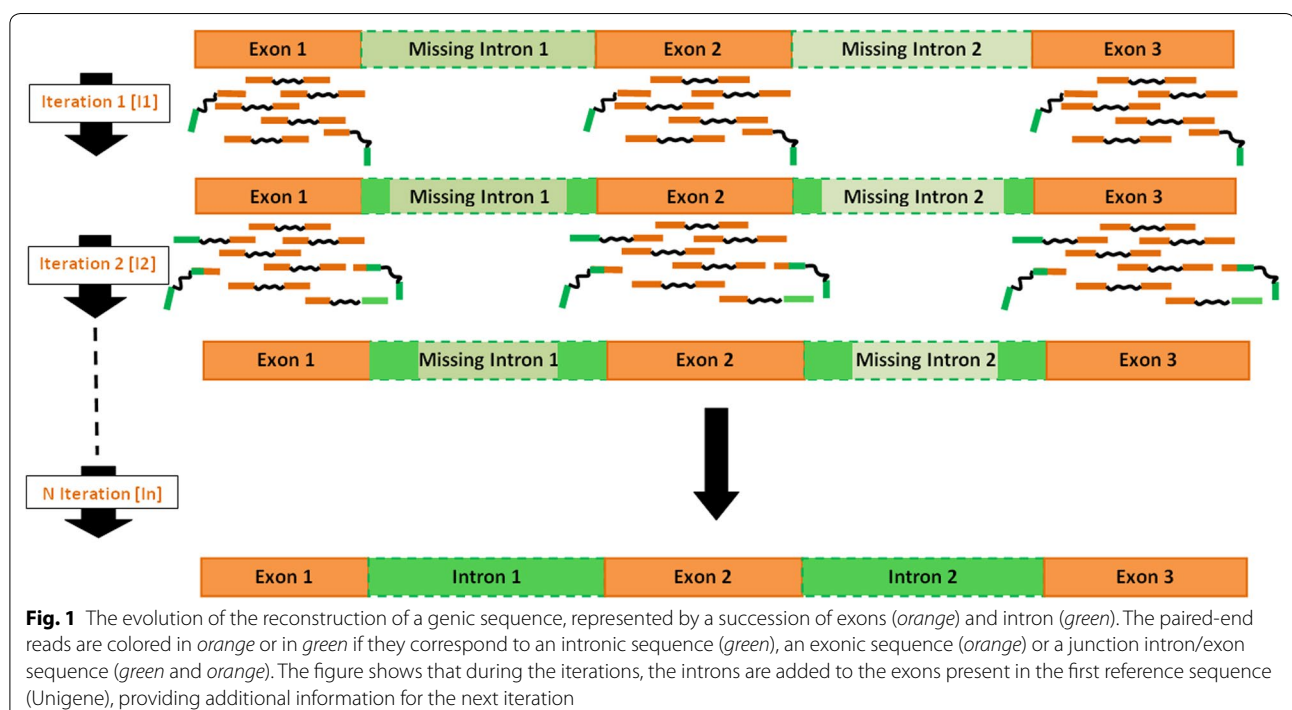 Exon 1 Missing Intron 1 Exon 2 Missing Intron 2 Exon 3
Iteration 1 [I1]
Exon 1 Missing Intron 1 Exon 2 Missing Intron 2 Exon 3
Iteration 2 [I2]
Exon 1 Missing Intron 1 Exon 2 Missing Intron 2 Exon 3
N Iteration [In]
Exon 1 Intron 1 Exon 2 Intron 2 Exon 3
Fig. 1 The evolution of the reconstruction of a genic sequence, represented by a succession of exons (orange) and intron (green). The paired-end
reads are colored in orange or in green if they correspond to an intronic sequence (green), an exonic sequence (orange) or a junction intron/exon
sequence (green and orange). The figure shows that during the iterations, the introns are added to the exons present in the first reference sequence
(Unigene), providing additional information for the next iteration